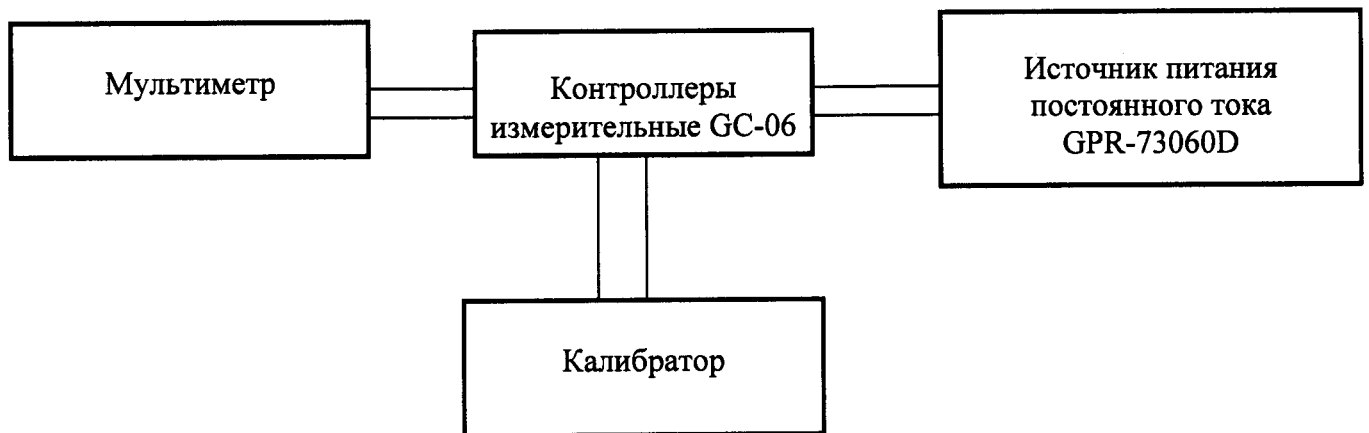 Мультиметр
Контроллеры
измерительные GC-06
Источник питания
постоянного тока
GPR-73060D
Калибратор